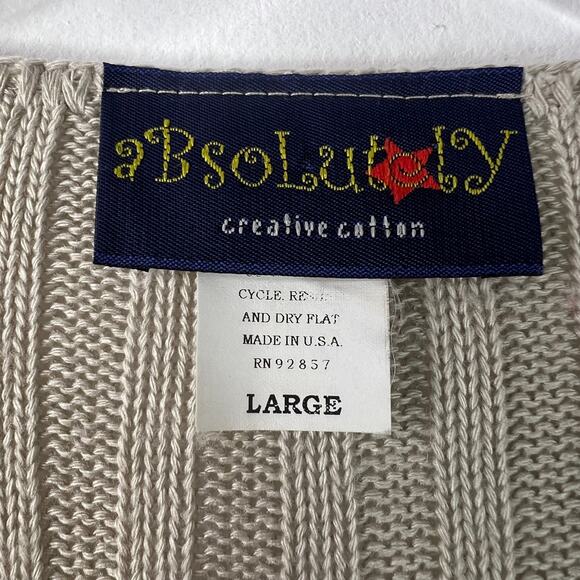 aBsoLutely
creative cotton
CYCLE. RE
AND DRY FLAT
MADE IN U.S.A.
RN92857
LARGE